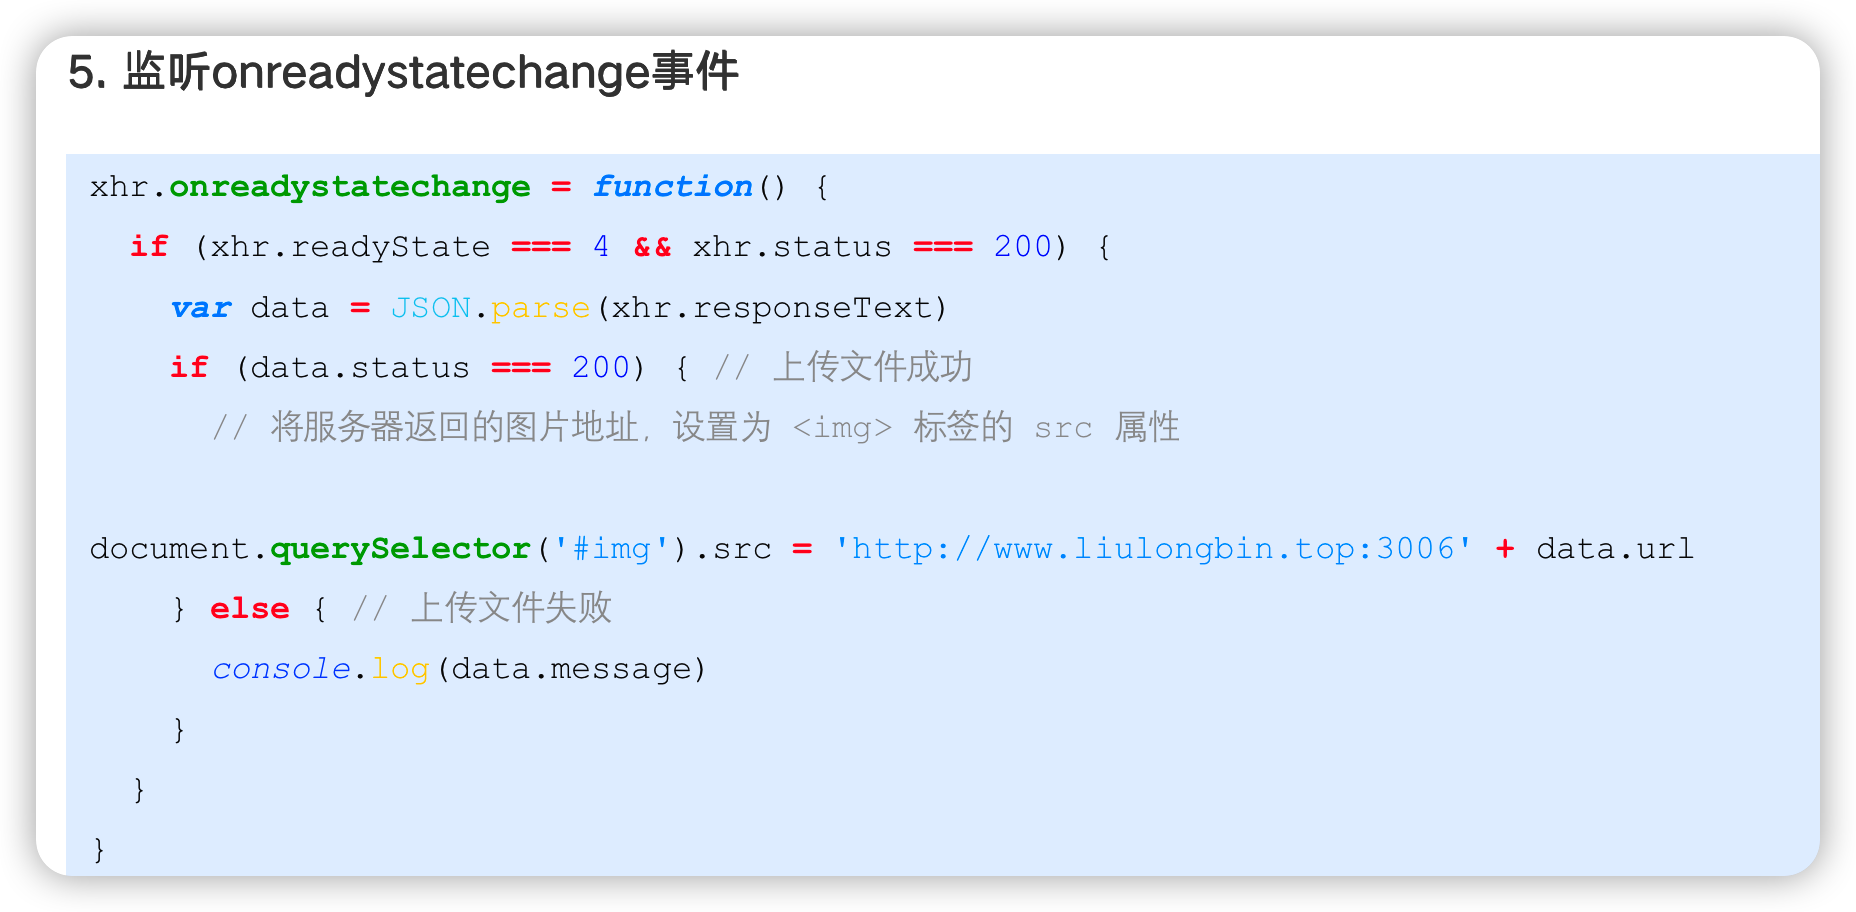 5. 监听onreadystatechange事件
xhr.onreadystatechange = function() {
  if (xhr.readyState === 4 && xhr.status === 200) {
    var data = JSON.parse(xhr.responseText)
    if (data.status === 200) { // 上传文件成功
      // 将服务器返回的图片地址，设置为 <img> 标签的 src 属性
document.querySelector('#img').src = 'http://www.liulongbin.top:3006' + data.url
    } else { // 上传文件失败
      console.log(data.message)
    }
  }
}